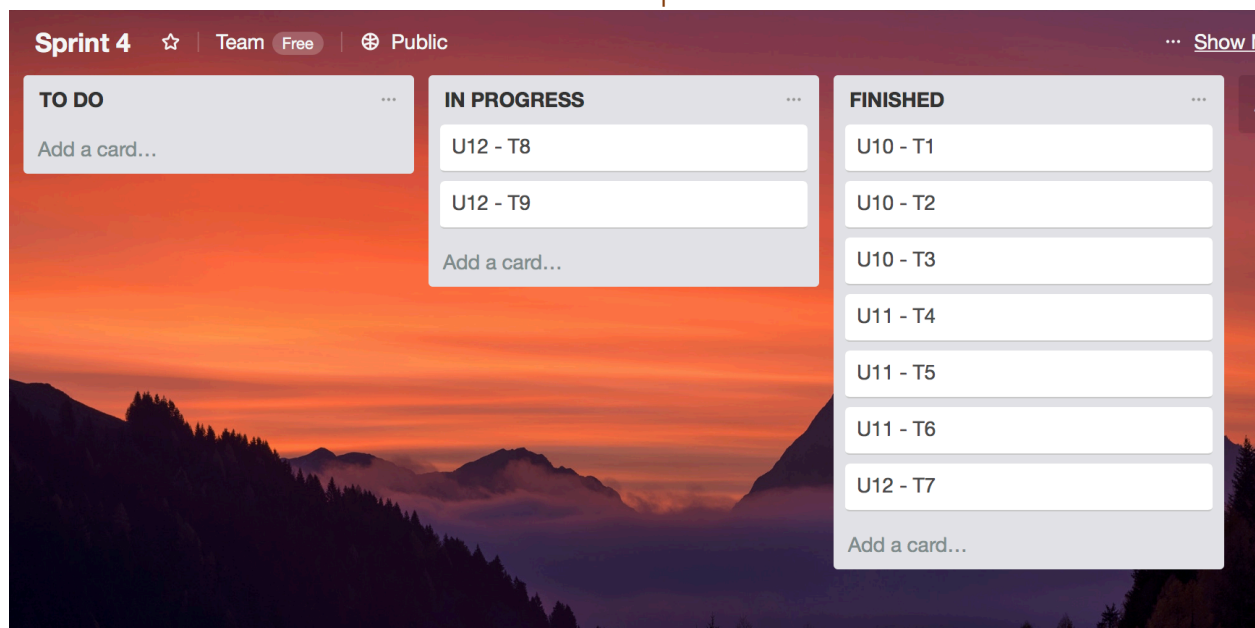 Sprint 4 Team Free Public ... Show
TO DO ...
Add a card...
IN PROGRESS ...
U12 - T8
U12 - T9
Add a card...
FINISHED ...
U10 - T1
U10 - T2
U10 - T3
U11 - T4
U11 - T5
U11 - T6
U12 - T7
Add a card...